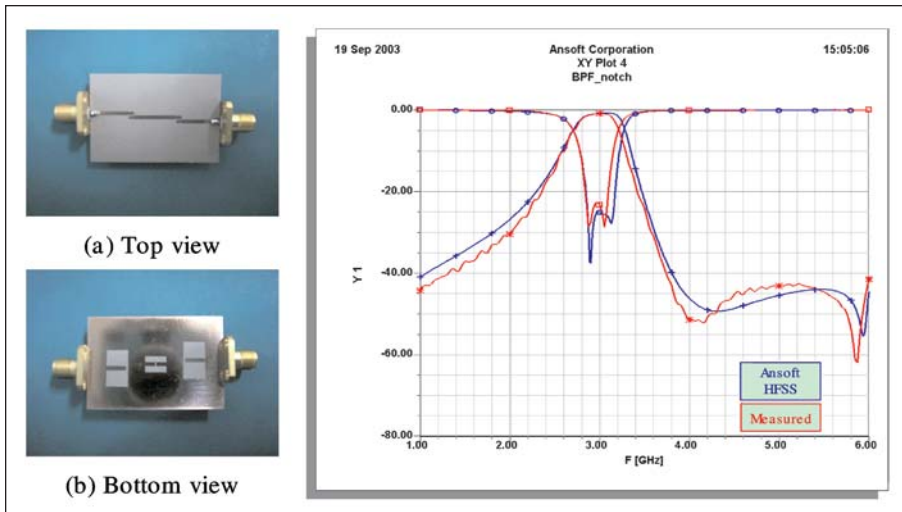 (a) Top view
(b) Bottom view
19 Sep 2003
Ansoft Corporation
15:05:06
XY Plot 4
BPF_notch
0.00
-20.00
-40.00
-60.00
-80.00
Y 1
1.00
2.00
3.00
4.00
5.00
6.00
F [GHz]
Ansoft
HFSS
Measured